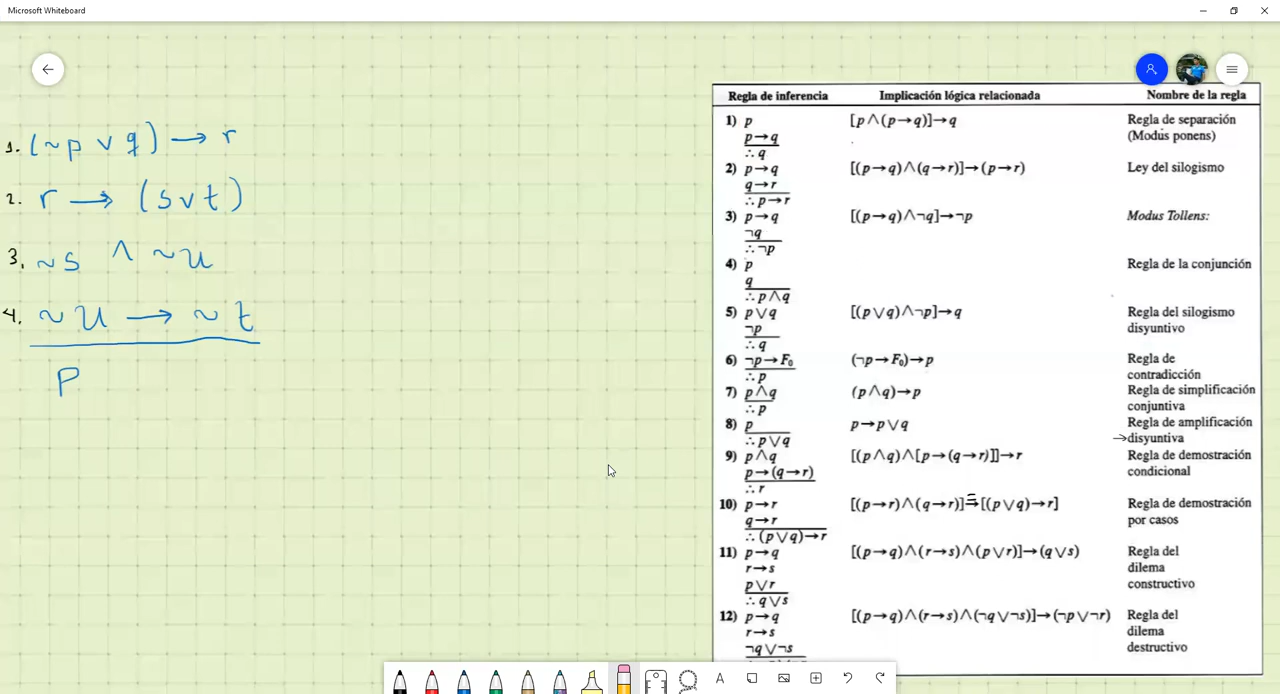 Microsoft Whiteboard
1. (~p ∨ q) → r
2. r → (s ∨ t)
3. ~s ∧ ~u
4. ~u → ~t
p
Regla de inferencia Implicación lógica relacionada Nombre de la regla
1) p [p∧(p→q)]→q Regla de separación
p→q (Modus ponens)
∴ q
2) p→q [(p→q)∧(q→r)]→(p→r) Ley del silogismo
q→r
∴ p→r
3) p→q [(p→q)∧¬q]→¬p Modus Tollens:
¬q
∴ ¬p
4) p Regla de la conjunción
q
∴ p∧q
5) p∨q [(p∨q)∧¬p]→q Regla del silogismo
¬p disyuntivo
∴ q
6) ¬p→F₀ (¬p→F₀)→p Regla de
∴ p contradicción
7) p∧q (p∧q)→p Regla de simplificación
∴ p conjuntiva
8) p p→p∨q Regla de amplificación
∴ p∨q →disyuntiva
9) p∧q [(p∧q)∧[p→(q→r)]]→r Regla de demostración
p→(q→r) condicional
∴ r
10) p→r [(p→r)∧(q→r)]≡→[(p∨q)→r] Regla de demostración
q→r por casos
∴ (p∨q)→r
11) p→q [(p→q)∧(r→s)∧(p∨r)]→(q∨s) Regla del
r→s dilema
p∨r constructivo
∴ q∨s
12) p→q [(p→q)∧(r→s)∧(¬q∨¬s)]→(¬p∨¬r) Regla del
r→s dilema
¬q∨¬s destructivo